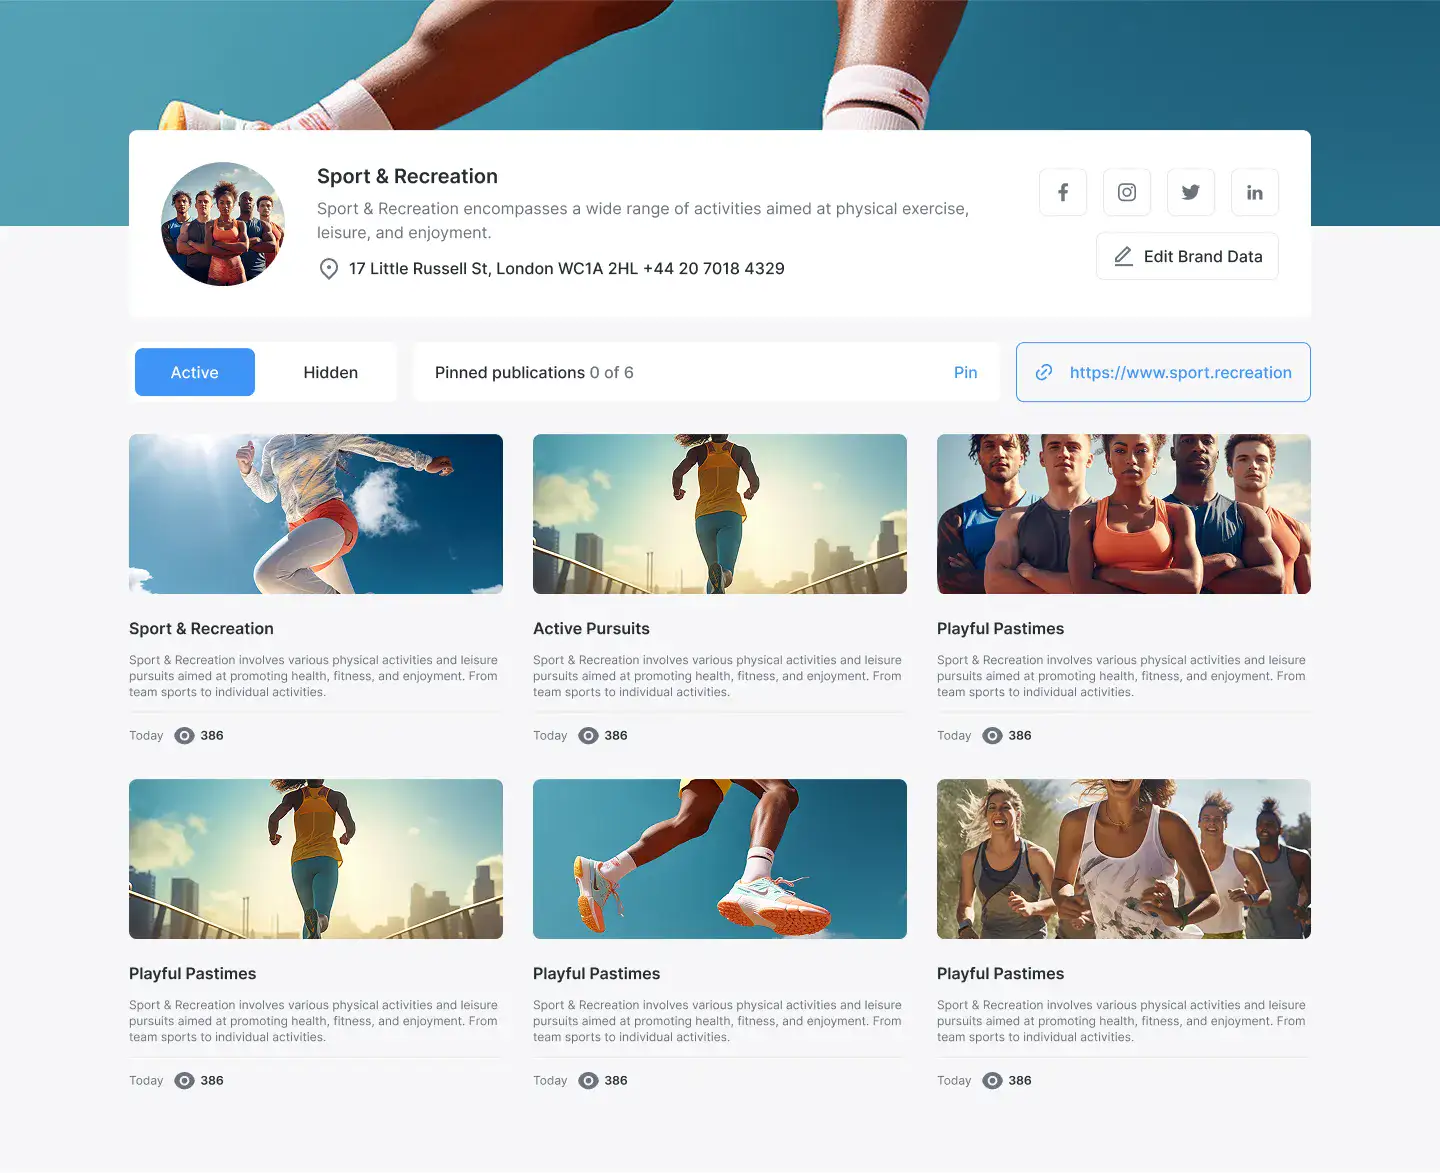 Sport & Recreation
Sport & Recreation encompasses a wide range of activities aimed at physical exercise,
leisure, and enjoyment.
17 Little Russell St, London WC1A 2HL +44 20 7018 4329
Edit Brand Data
Active
Hidden
Pinned publications 0 of 6
Pin
https://www.sport.recreation
Sport & Recreation
Sport & Recreation involves various physical activities and leisure
pursuits aimed at promoting health, fitness, and enjoyment. From
team sports to individual activities.
Today 386
Active Pursuits
Sport & Recreation involves various physical activities and leisure
pursuits aimed at promoting health, fitness, and enjoyment. From
team sports to individual activities.
Today 386
Playful Pastimes
Sport & Recreation involves various physical activities and leisure
pursuits aimed at promoting health, fitness, and enjoyment. From
team sports to individual activities.
Today 386
Playful Pastimes
Sport & Recreation involves various physical activities and leisure
pursuits aimed at promoting health, fitness, and enjoyment. From
team sports to individual activities.
Today 386
Playful Pastimes
Sport & Recreation involves various physical activities and leisure
pursuits aimed at promoting health, fitness, and enjoyment. From
team sports to individual activities.
Today 386
Playful Pastimes
Sport & Recreation involves various physical activities and leisure
pursuits aimed at promoting health, fitness, and enjoyment. From
team sports to individual activities.
Today 386